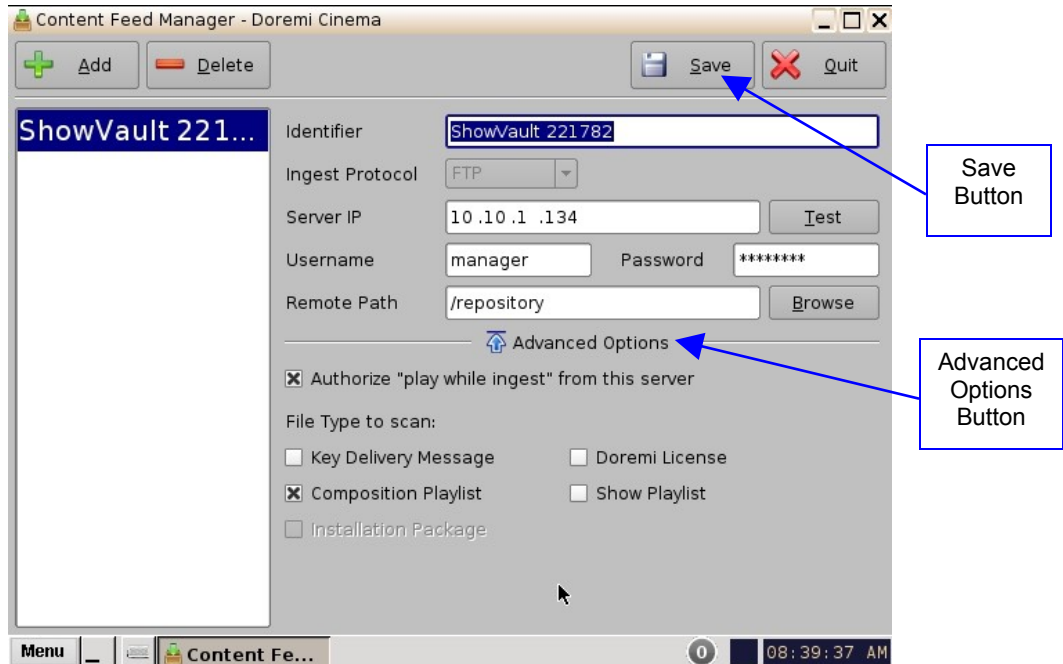 Content Feed Manager - Doremi Cinema
Add
Delete
Save
Quit
ShowVault 221...
Identifier
ShowVault 221782
Ingest Protocol
FTP
Server IP
10 .10 .1 .134
Test
Username
manager
Password
********
Remote Path
/repository
Browse
Advanced Options
Authorize "play while ingest" from this server
File Type to scan:
Key Delivery Message
Doremi License
Composition Playlist
Show Playlist
Installation Package
Save
Button
Advanced
Options
Button
Menu
Content Fe...
0
08:39:37 AM